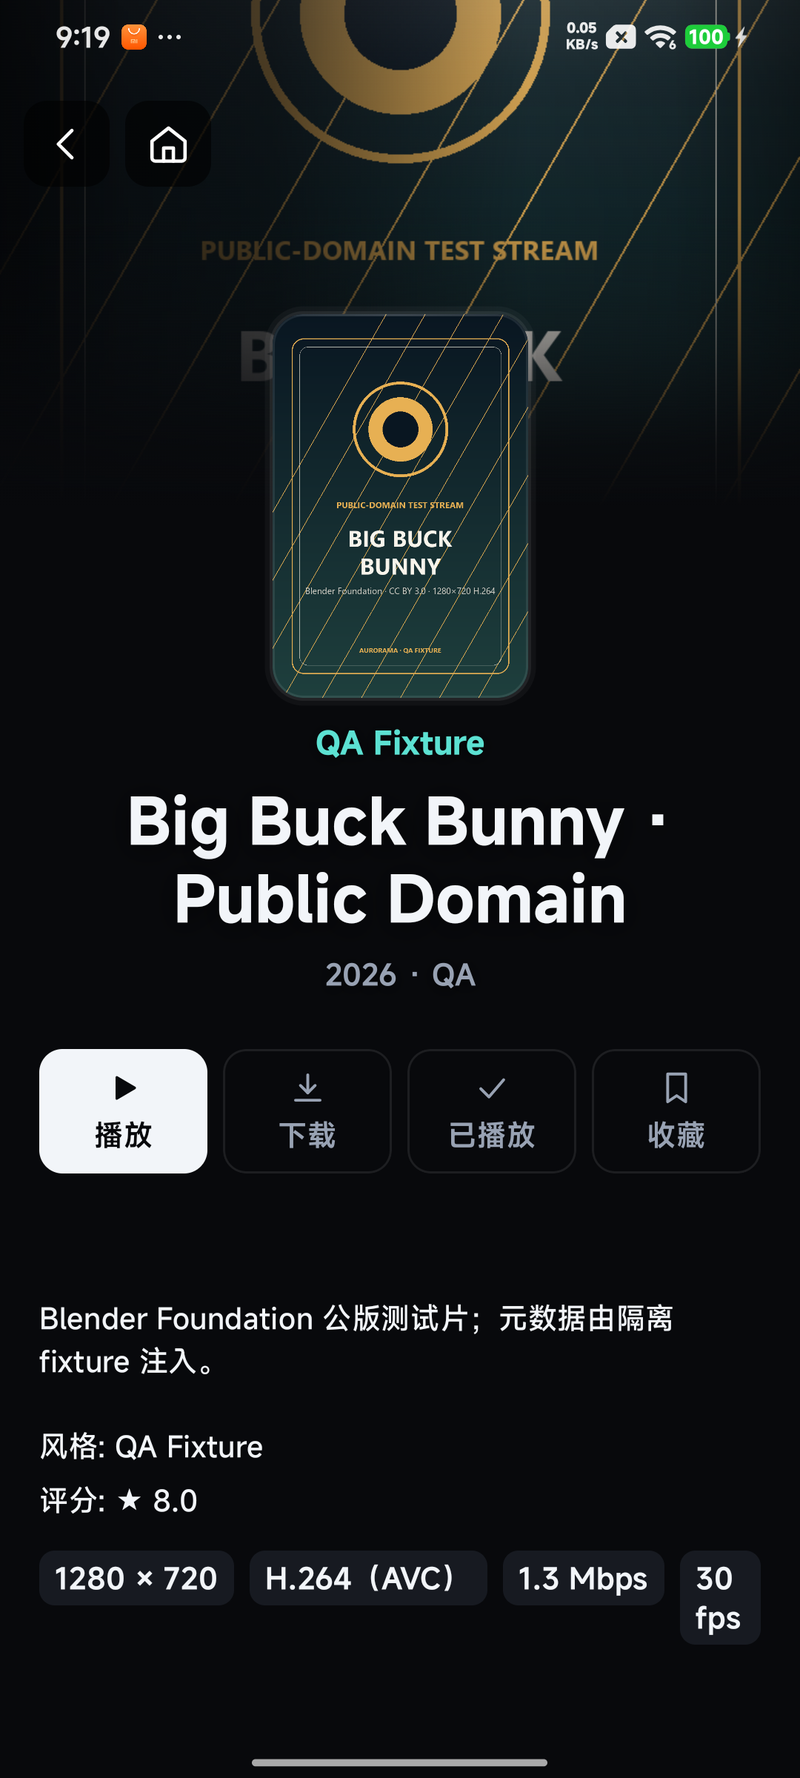 9:19
0.05
KB/s
6
100
PUBLIC-DOMAIN TEST STREAM
B
K
PUBLIC-DOMAIN TEST STREAM
BIG BUCK
BUNNY
Blender Foundation · CC BY 3.0 · 1280×720 H.264
AURORAMA · QA FIXTURE
QA Fixture
Big Buck Bunny ·
Public Domain
2026 · QA
播放
下载
已播放
收藏
Blender Foundation 公版测试片；元数据由隔离
fixture 注入。
风格: QA Fixture
评分: ★ 8.0
1280 × 720
H.264（AVC）
1.3 Mbps
30
fps